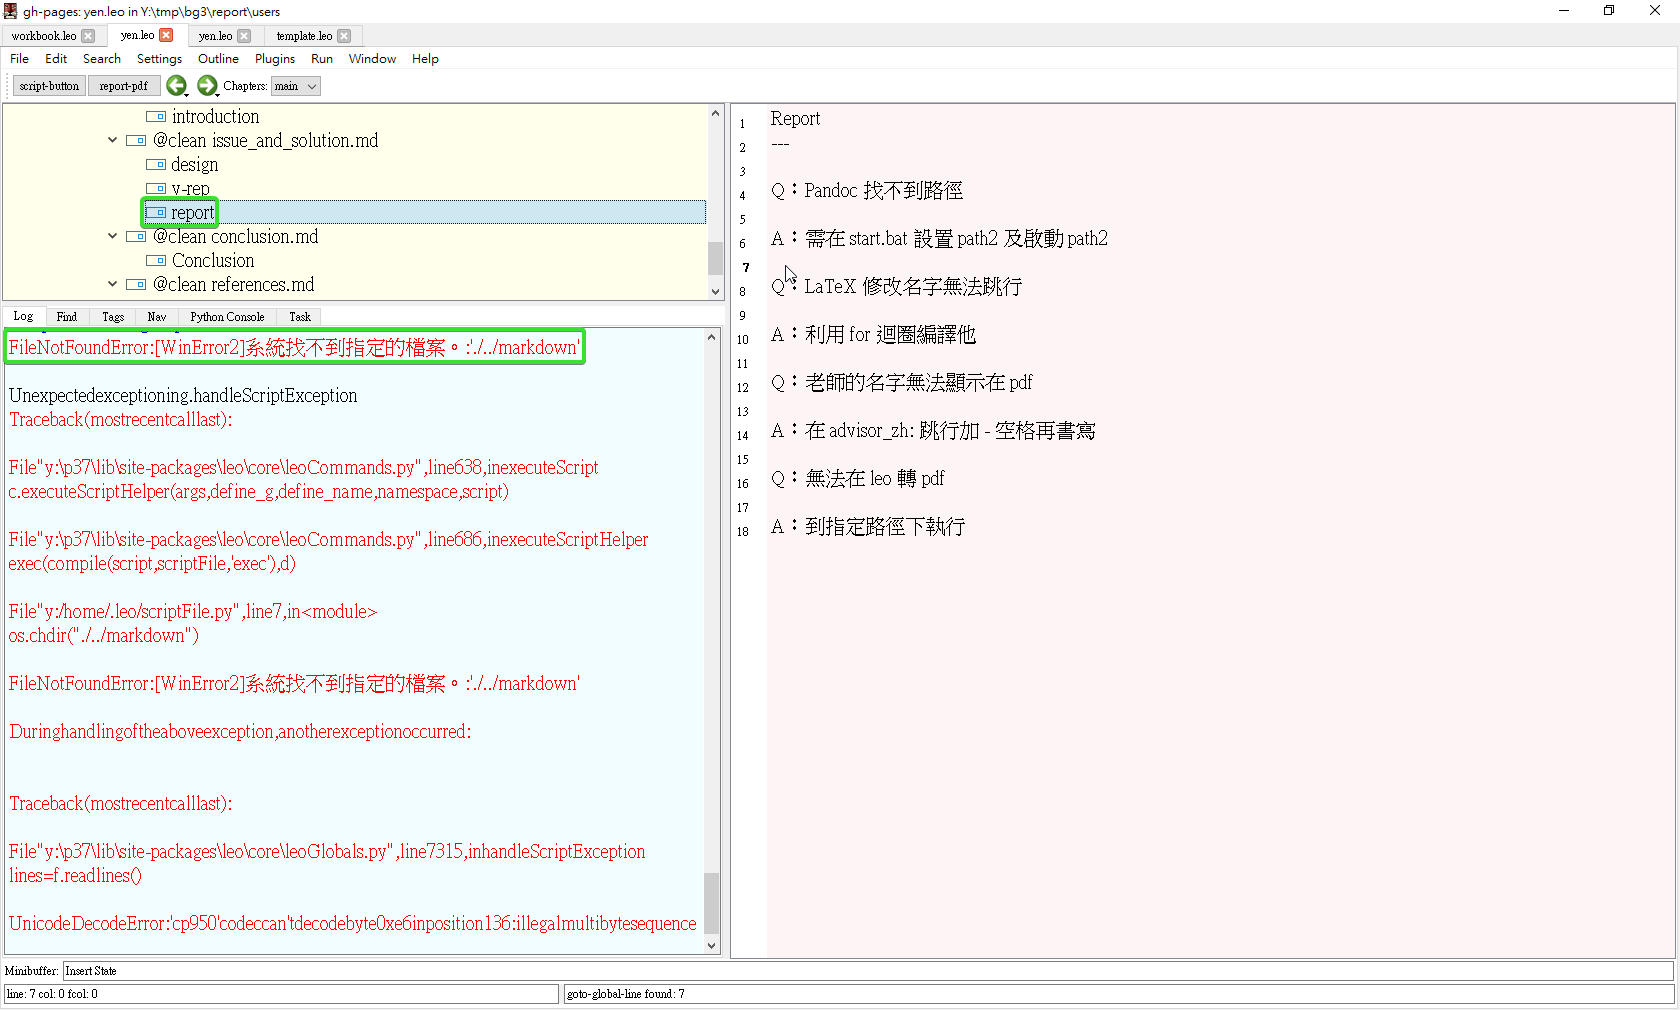 gh-pages: yen.leo in Y:\tmp\bg3\report\users
workbook.leo yen.leo yen.leo template.leo
File Edit Search Settings Outline Plugins Run Window Help
script-button report-pdf Chapters: main
introduction
@clean issue_and_solution.md
design
v-rep
report
@clean conclusion.md
Conclusion
@clean references.md
Log Find Tags Nav Python Console Task
FileNotFoundError:[WinError2]系統找不到指定的檔案。:'./../markdown'
Unexpectedexceptioning.handleScriptException
Traceback(mostrecentcalllast):
File"y:\p37\lib\site-packages\leo\core\leoCommands.py",line638,inexecuteScript
c.executeScriptHelper(args,define_g,define_name,namespace,script)
File"y:\p37\lib\site-packages\leo\core\leoCommands.py",line686,inexecuteScriptHelper
exec(compile(script,scriptFile,'exec'),d)
File"y:/home/.leo/scriptFile.py",line7,in<module>
os.chdir("./../markdown")
FileNotFoundError:[WinError2]系統找不到指定的檔案。:'./../markdown'
Duringhandlingoftheaboveexception,anotherexceptionoccurred:
Traceback(mostrecentcalllast):
File"y:\p37\lib\site-packages\leo\core\leoGlobals.py",line7315,inhandleScriptException
lines=f.readlines()
UnicodeDecodeError:'cp950'codeccan'tdecodebyte0xe6inposition136:illegalmultibytesequence
1 Report
2 ---
3
4 Q：Pandoc 找不到路徑
5
6 A：需在 start.bat 設置 path2 及啟動 path2
7
8 Q：LaTeX 修改名字無法跳行
9
10 A：利用 for 迴圈編譯他
11
12 Q：老師的名字無法顯示在 pdf
13
14 A：在 advisor_zh: 跳行加 - 空格再書寫
15
16 Q：無法在 leo 轉 pdf
17
18 A：到指定路徑下執行
Minibuffer: Insert State
line: 7 col: 0 fcol: 0 goto-global-line found: 7